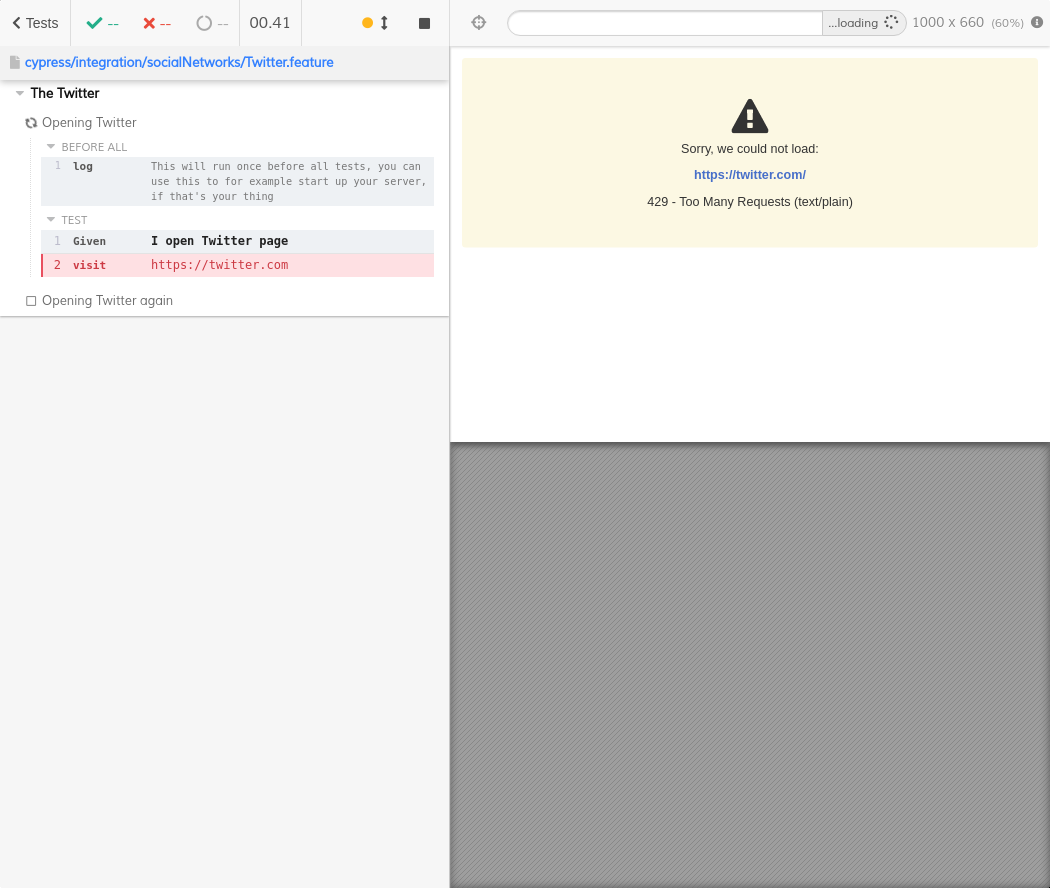 Tests -- -- -- 00.41
...loading 1000 x 660 (60%)
cypress/integration/socialNetworks/Twitter.feature
The Twitter
Opening Twitter
BEFORE ALL
1 log This will run once before all tests, you can
use this to for example start up your server,
if that's your thing
TEST
1 Given I open Twitter page
2 visit https://twitter.com
Opening Twitter again
Sorry, we could not load:
https://twitter.com/
429 - Too Many Requests (text/plain)